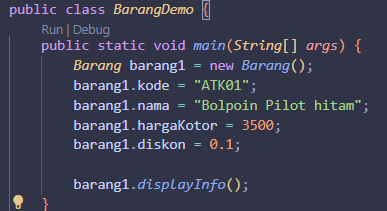 public class BarangDemo {
Run | Debug
public static void main(String[] args) {
Barang barang1 = new Barang();
barang1.kode = "ATK01";
barang1.nama = "Bolpoin Pilot hitam";
barang1.hargaKotor = 3500;
barang1.diskon = 0.1;
barang1.displayInfo();
}